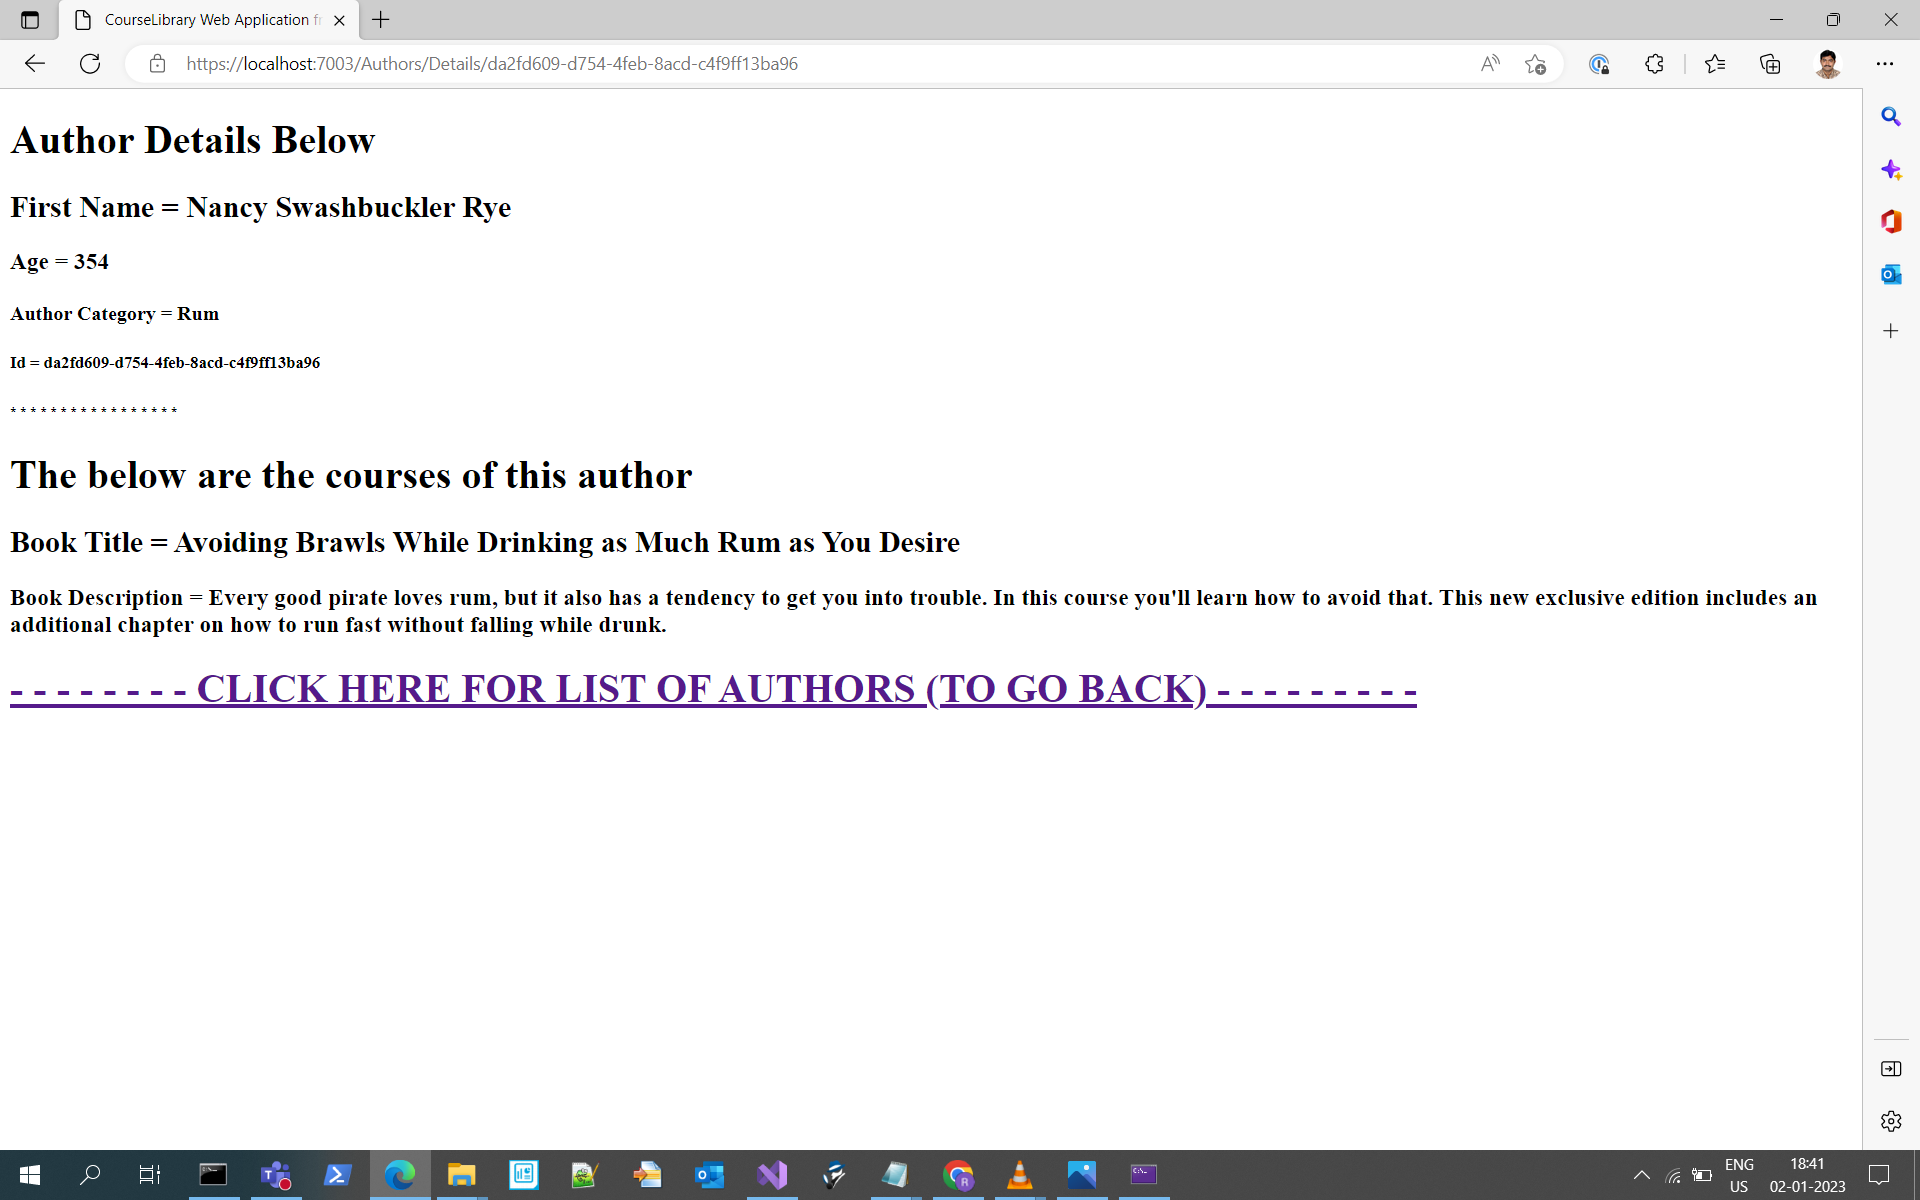 CourseLibrary Web Application fr
https://localhost:7003/Authors/Details/da2fd609-d754-4feb-8acd-c4f9ff13ba96
Author Details Below
First Name = Nancy Swashbuckler Rye
Age = 354
Author Category = Rum
Id = da2fd609-d754-4feb-8acd-c4f9ff13ba96
* * * * * * * * * * * * * * * * *
The below are the courses of this author
Book Title = Avoiding Brawls While Drinking as Much Rum as You Desire
Book Description = Every good pirate loves rum, but it also has a tendency to get you into trouble. In this course you'll learn how to avoid that. This new exclusive edition includes an
additional chapter on how to run fast without falling while drunk.
- - - - - - - - CLICK HERE FOR LIST OF AUTHORS (TO GO BACK) - - - - - - - - -
ENG
US
18:41
02-01-2023